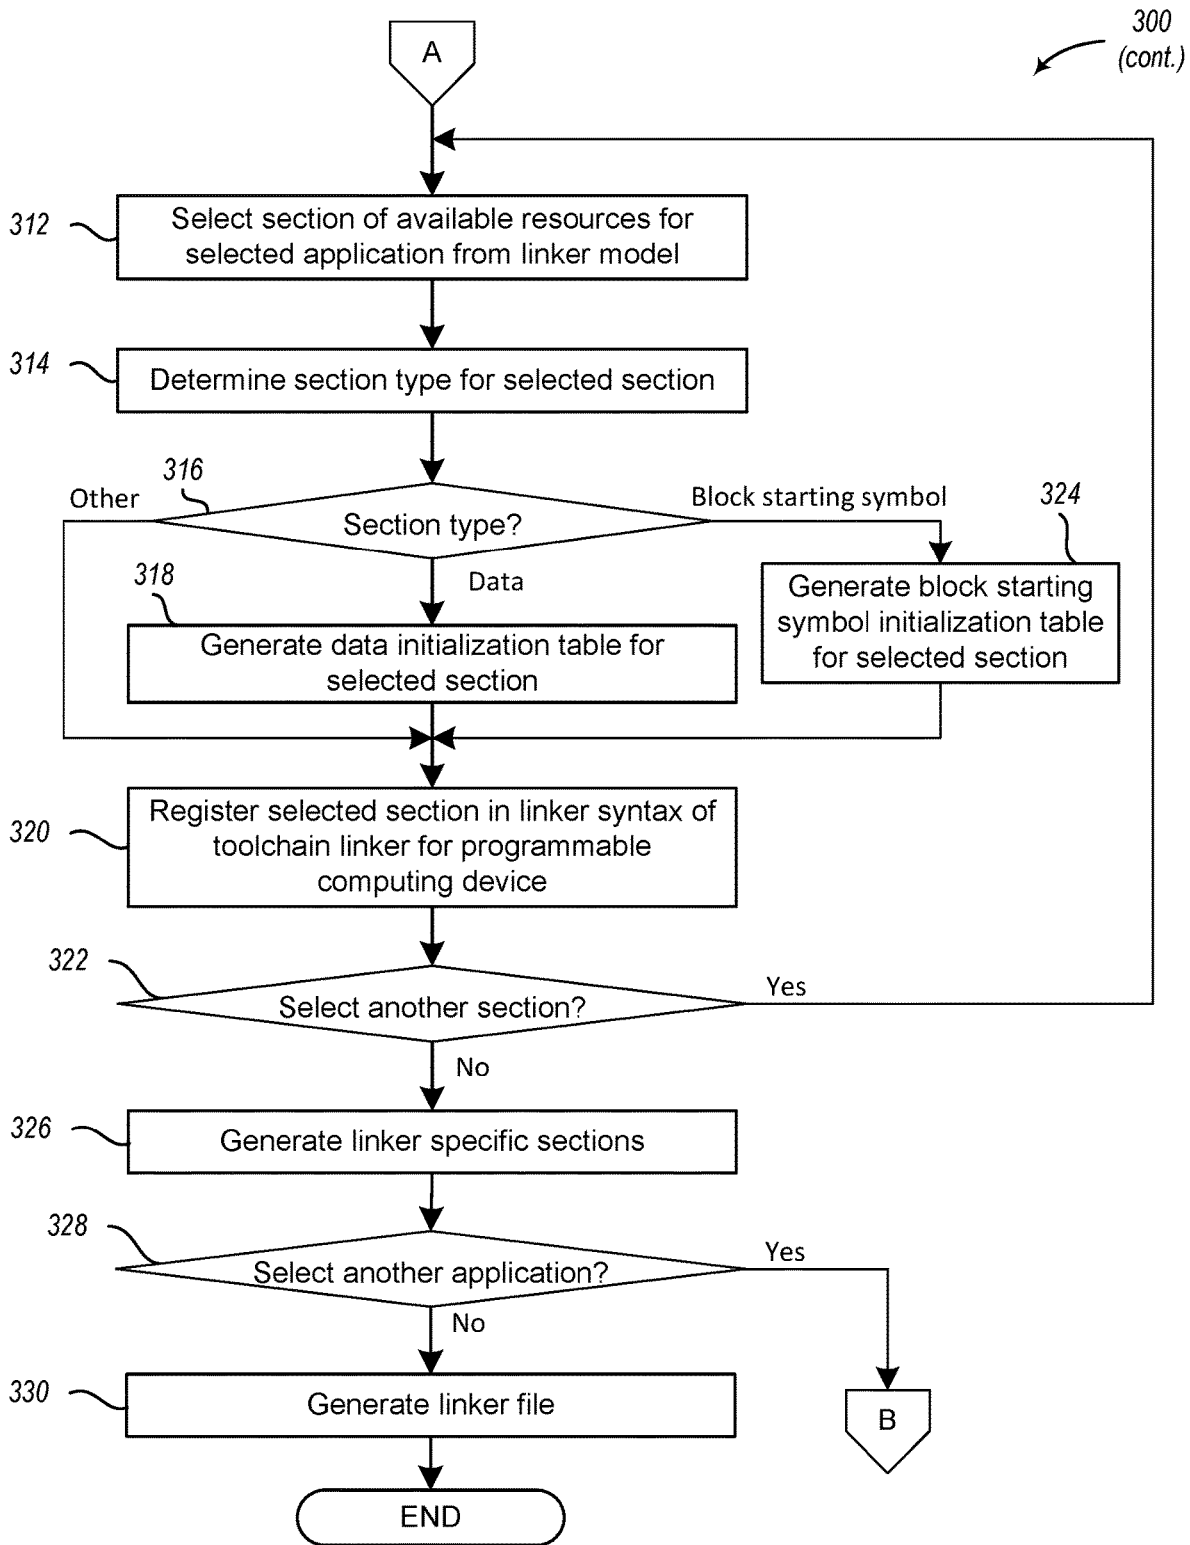 300
(cont.)
A
312
Select section of available resources for
selected application from linker model
314
Determine section type for selected section
316
Other
Block starting symbol
Section type?
324
318
Data
Generate block starting
symbol initialization table
for selected section
Generate data initialization table for
selected section
320
Register selected section in linker syntax of
toolchain linker for programmable
computing device
322
Select another section?
Yes
No
326
Generate linker specific sections
328
Yes
Select another application?
No
330
Generate linker file
B
END